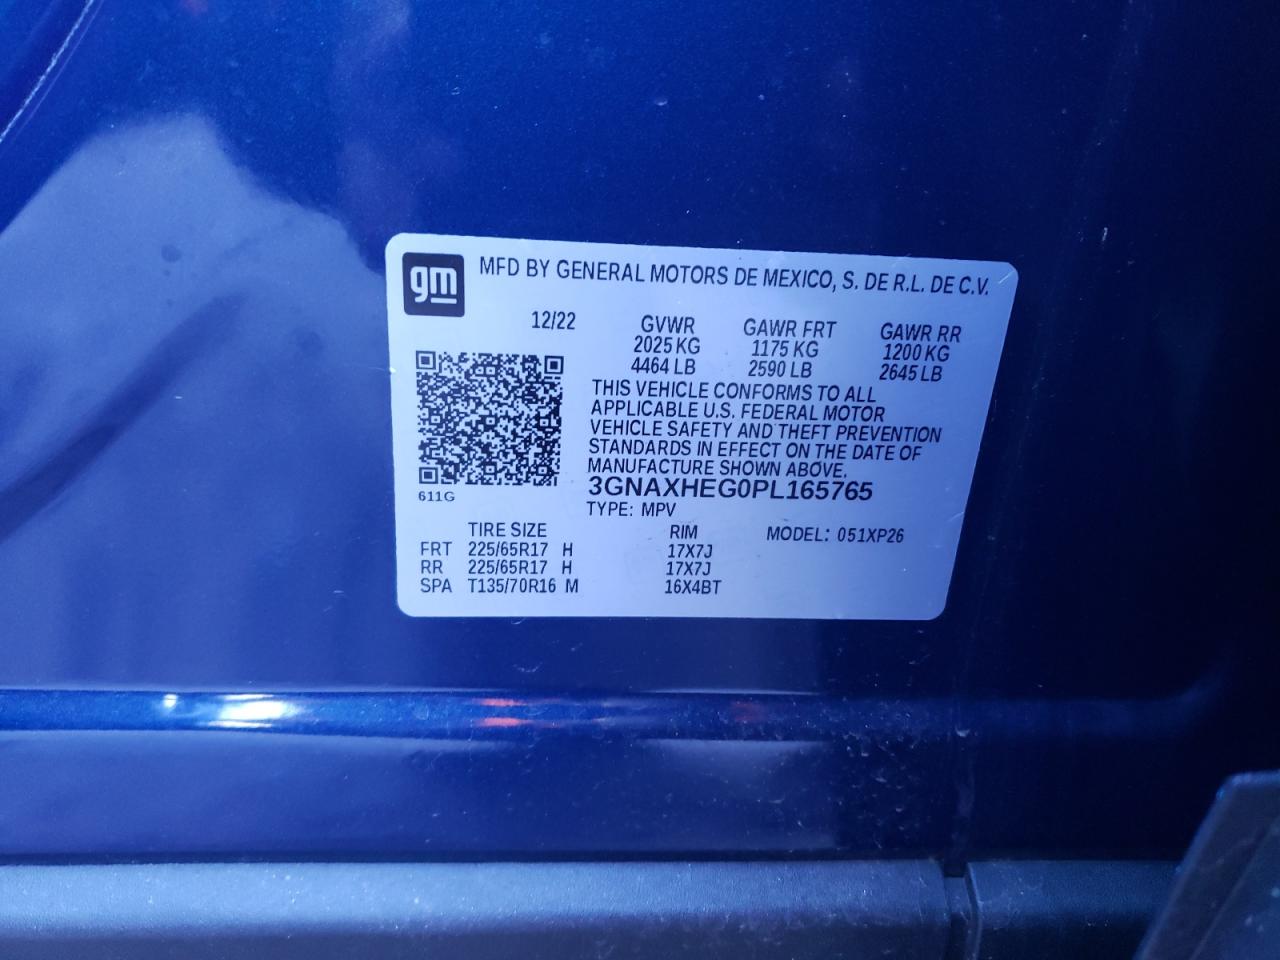 gm
MFD BY GENERAL MOTORS DE MEXICO, S. DE R.L. DE C.V.
12/22 GVWR GAWR FRT GAWR RR
2025 KG 1175 KG 1200 KG
4464 LB 2590 LB 2645 LB
THIS VEHICLE CONFORMS TO ALL
APPLICABLE U.S. FEDERAL MOTOR
VEHICLE SAFETY AND THEFT PREVENTION
STANDARDS IN EFFECT ON THE DATE OF
MANUFACTURE SHOWN ABOVE.
3GNAXHEG0PL165765
611G
TYPE: MPV
TIRE SIZE RIM MODEL: 051XP26
FRT 225/65R17 H 17X7J
RR 225/65R17 H 17X7J
SPA T135/70R16 M 16X4BT